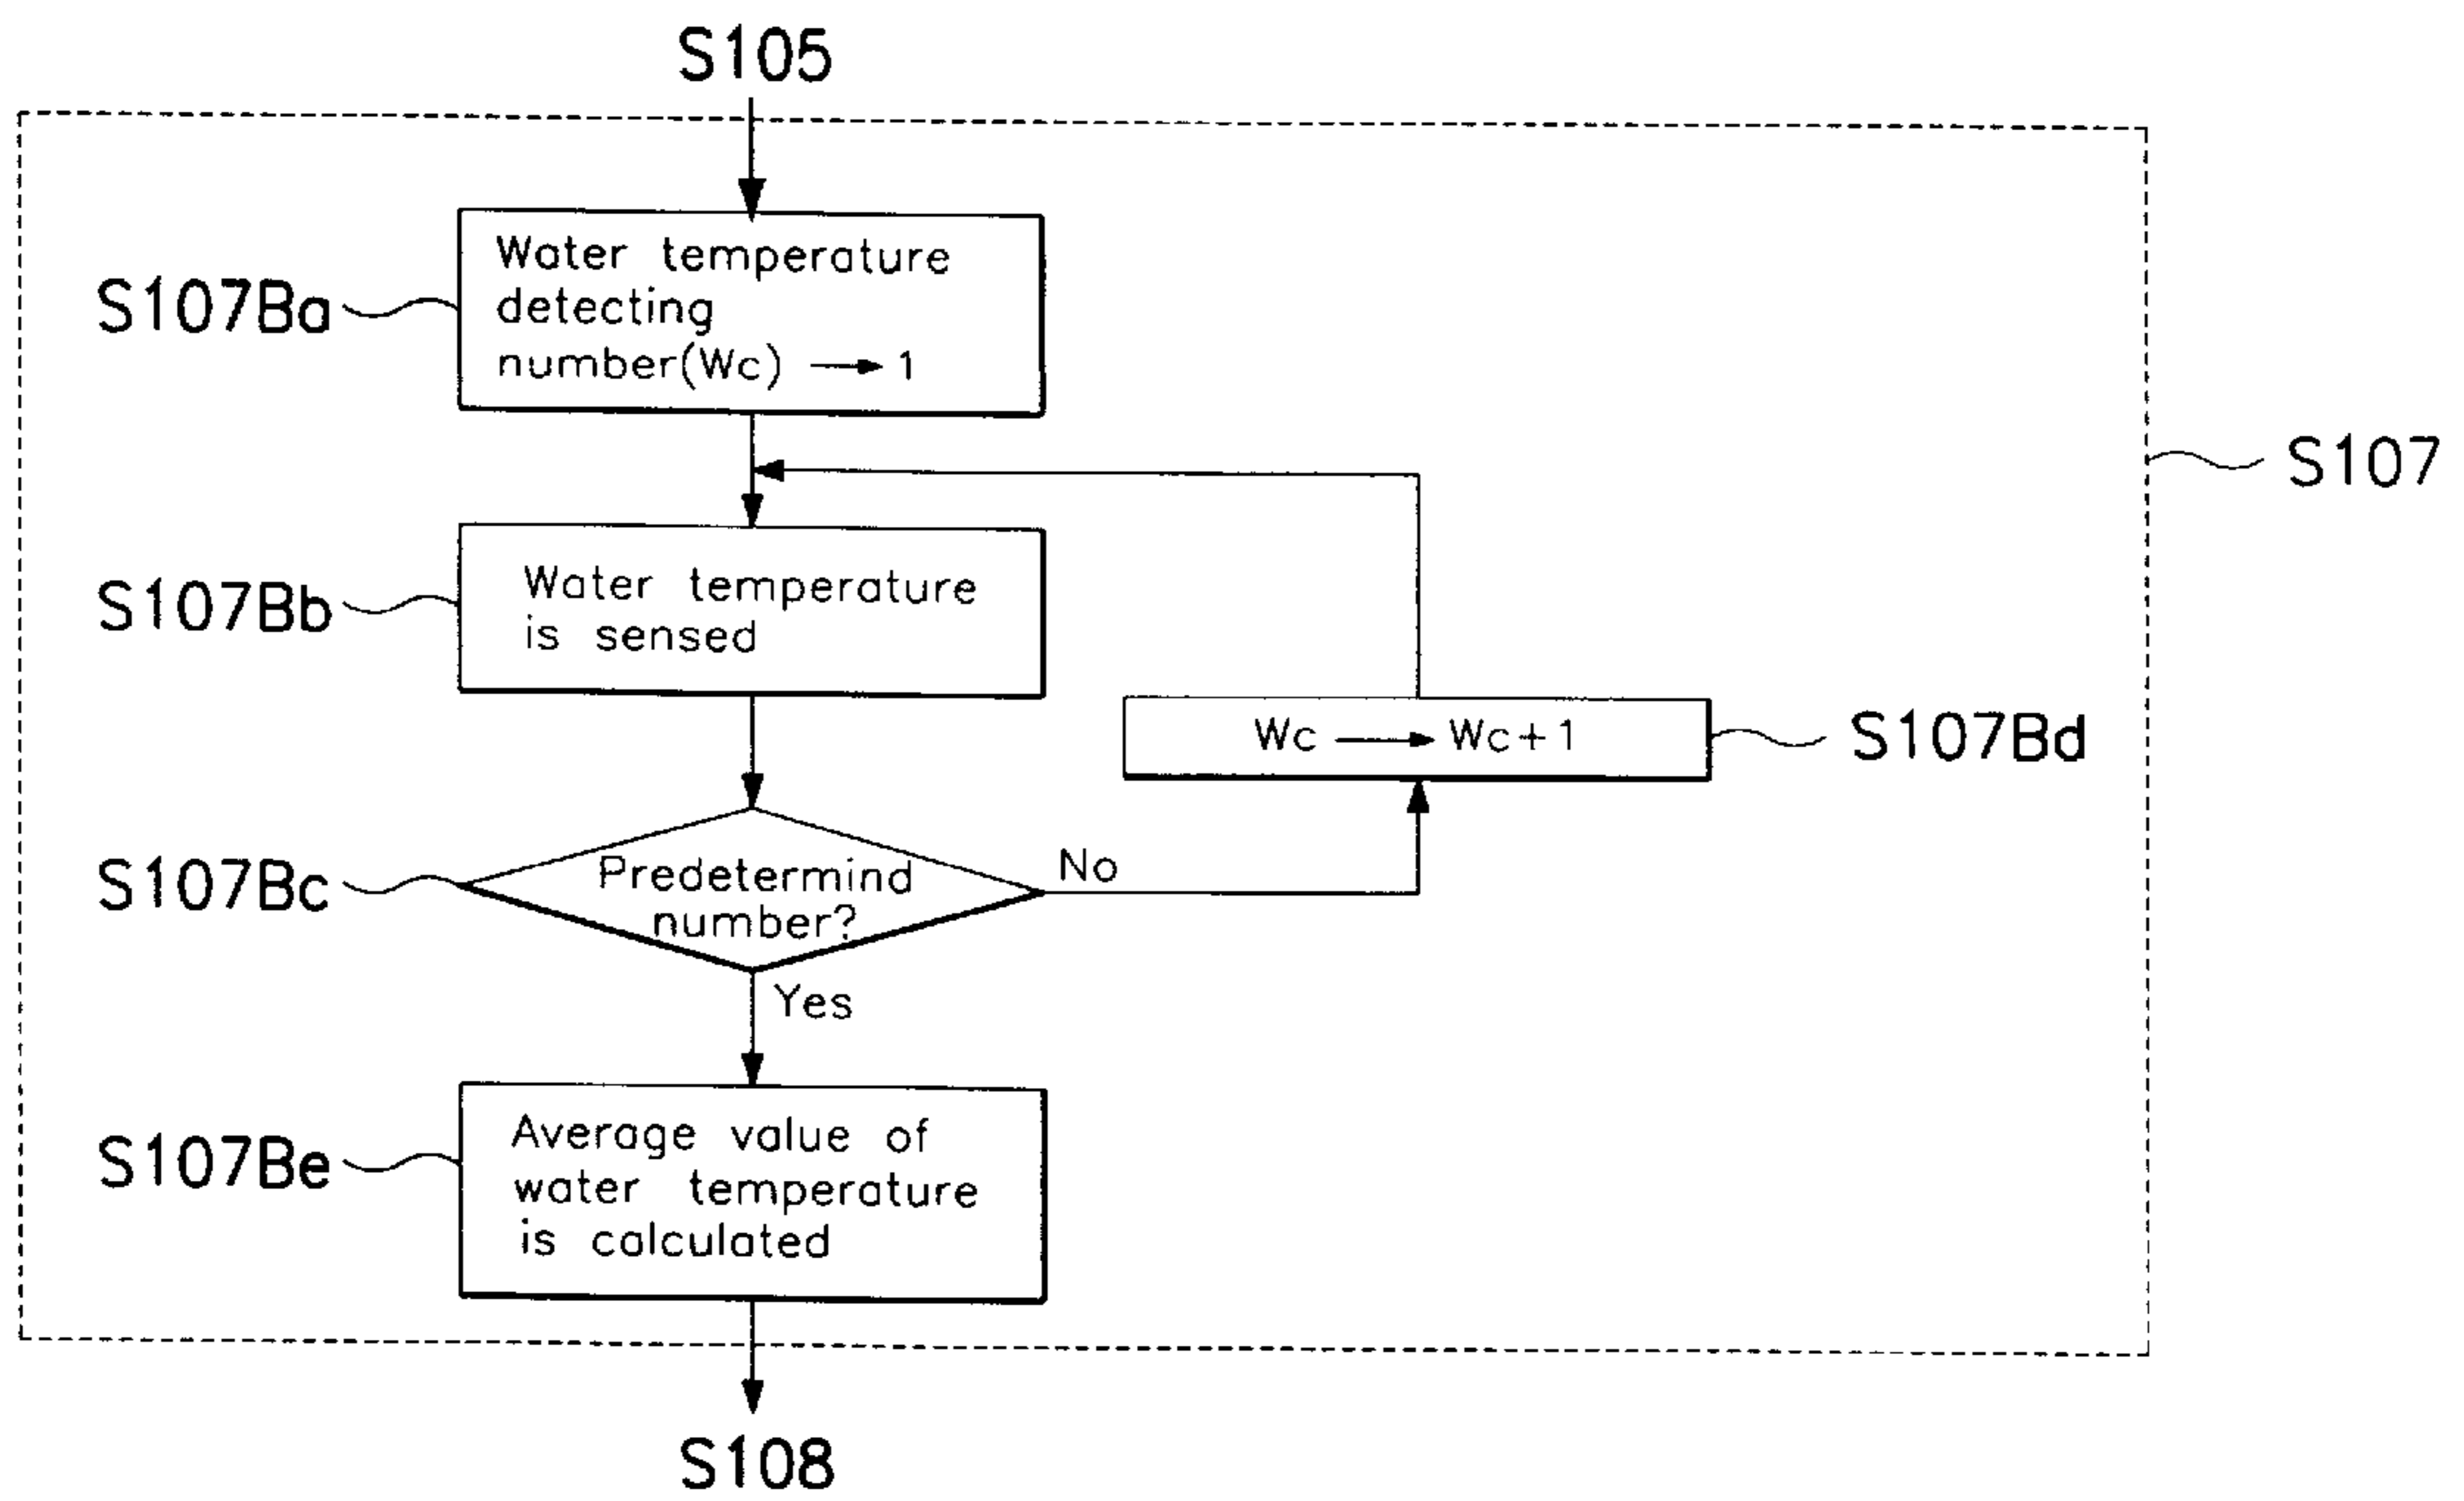 S105
S107Ba
Water temperature
detecting
number(Wc) → 1
S107
S107Bb
Water temperature
is sensed
Wc → Wc+1
S107Bd
S107Bc
Predetermind
number?
No
Yes
S107Be
Average value of
water temperature
is calculated
S108